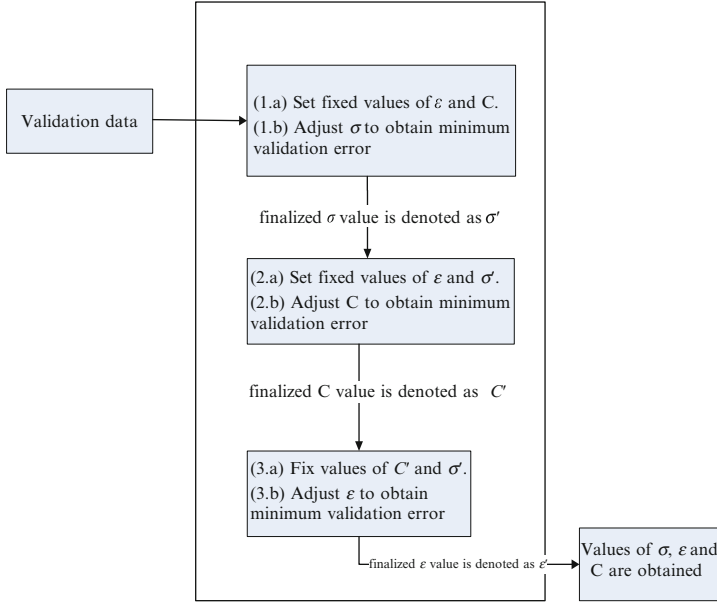 Validation data
(1.a) Set fixed values of ε and C.
(1.b) Adjust σ to obtain minimum
validation error
finalized σ value is denoted as σ′
(2.a) Set fixed values of ε and σ′.
(2.b) Adjust C to obtain minimum
validation error
finalized C value is denoted as C′
(3.a) Fix values of C′ and σ′.
(3.b) Adjust ε to obtain
minimum validation error
finalized ε value is denoted as ε′
Values of σ, ε and
C are obtained